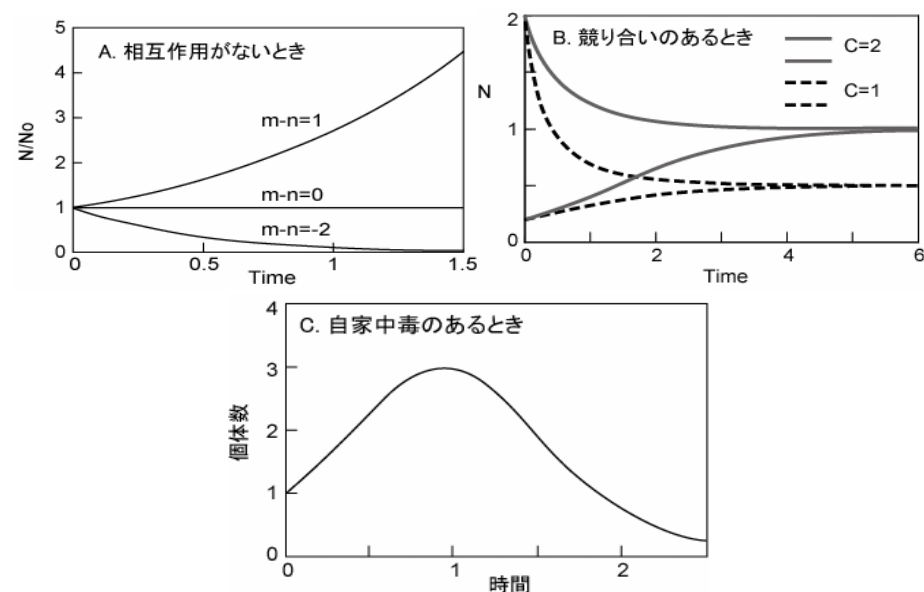 A. 相互作用がないとき
5
4
3
2
1
0
N/No
m-n=1
m-n=0
m-n=-2
0
0.5
1
1.5
Time
B. 競り合いのあるとき
C=2
C=1
2
1
0
N
0
2
4
6
Time
C. 自家中毒のあるとき
4
3
2
1
0
個体数
0
1
2
時間